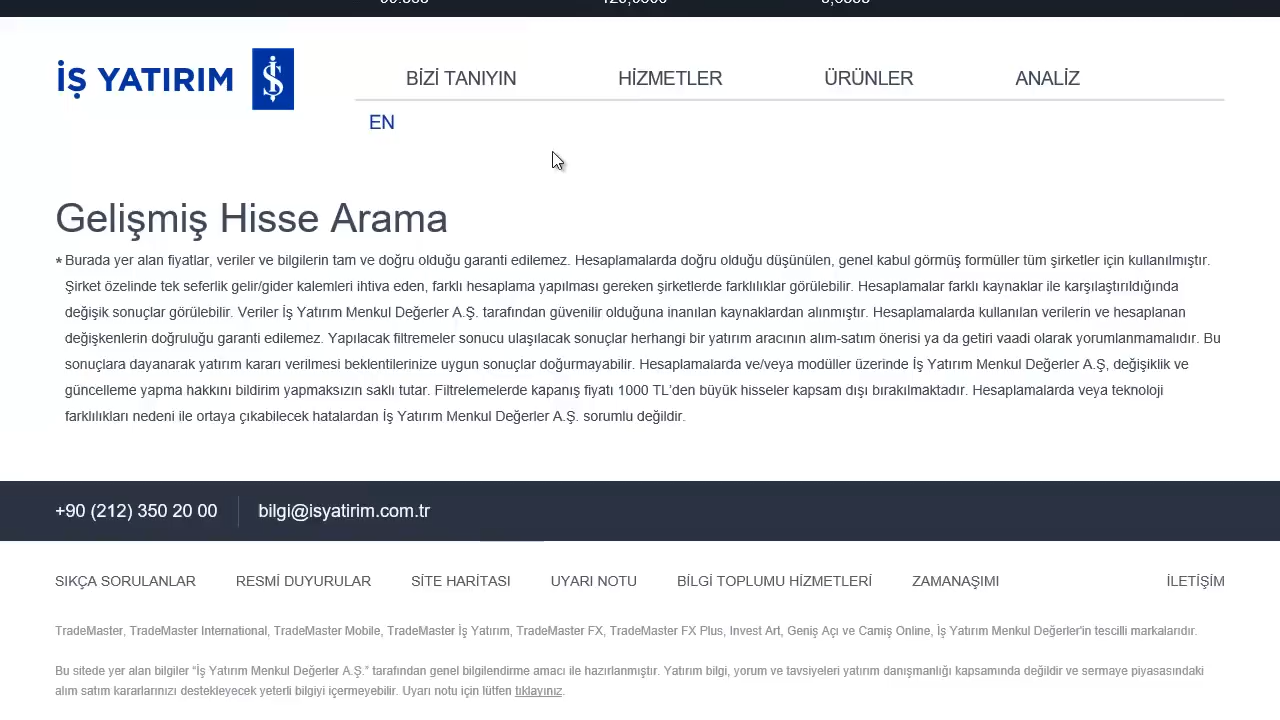 İŞ YATIRIM
BİZİ TANIYIN HİZMETLER ÜRÜNLER ANALİZ
EN
Gelişmiş Hisse Arama
* Burada yer alan fiyatlar, veriler ve bilgilerin tam ve doğru olduğu garanti edilemez. Hesaplamalarda doğru olduğu düşünülen, genel kabul görmüş formüller tüm şirketler için kullanılmıştır.
Şirket özelinde tek seferlik gelir/gider kalemleri ihtiva eden, farklı hesaplama yapılması gereken şirketlerde farklılıklar görülebilir. Hesaplamalar farklı kaynaklar ile karşılaştırıldığında
değişik sonuçlar görülebilir. Veriler İş Yatırım Menkul Değerler A.Ş. tarafından güvenilir olduğuna inanılan kaynaklardan alınmıştır. Hesaplamalarda kullanılan verilerin ve hesaplanan
değişkenlerin doğruluğu garanti edilemez. Yapılacak filtremeler sonucu ulaşılacak sonuçlar herhangi bir yatırım aracının alım-satım önerisi ya da getiri vaadi olarak yorumlanmamalıdır. Bu
sonuçlara dayanarak yatırım kararı verilmesi beklentilerinize uygun sonuçlar doğurmayabilir. Hesaplamalarda ve/veya modüller üzerinde İş Yatırım Menkul Değerler A.Ş, değişiklik ve
güncelleme yapma hakkını bildirim yapmaksızın saklı tutar. Filtrelemelerde kapanış fiyatı 1000 TL’den büyük hisseler kapsam dışı bırakılmaktadır. Hesaplamalarda veya teknoloji
farklılıkları nedeni ile ortaya çıkabilecek hatalardan İş Yatırım Menkul Değerler A.Ş. sorumlu değildir.
+90 (212) 350 20 00 bilgi@isyatirim.com.tr
SIKÇA SORULANLAR RESMİ DUYURULAR SİTE HARİTASI UYARI NOTU BİLGİ TOPLUMU HİZMETLERİ ZAMANAŞIMI İLETİŞİM
TradeMaster, TradeMaster International, TradeMaster Mobile, TradeMaster İş Yatırım, TradeMaster FX, TradeMaster FX Plus, Invest Art, Geniş Açı ve Camiş Online, İş Yatırım Menkul Değerler'in tescilli markalarıdır.
Bu sitede yer alan bilgiler “İş Yatırım Menkul Değerler A.Ş.” tarafından genel bilgilendirme amacı ile hazırlanmıştır. Yatırım bilgi, yorum ve tavsiyeleri yatırım danışmanlığı kapsamında değildir ve sermaye piyasasındaki
alım satım kararlarınızı destekleyecek yeterli bilgiyi içermeyebilir. Uyarı notu için lütfen tıklayınız.